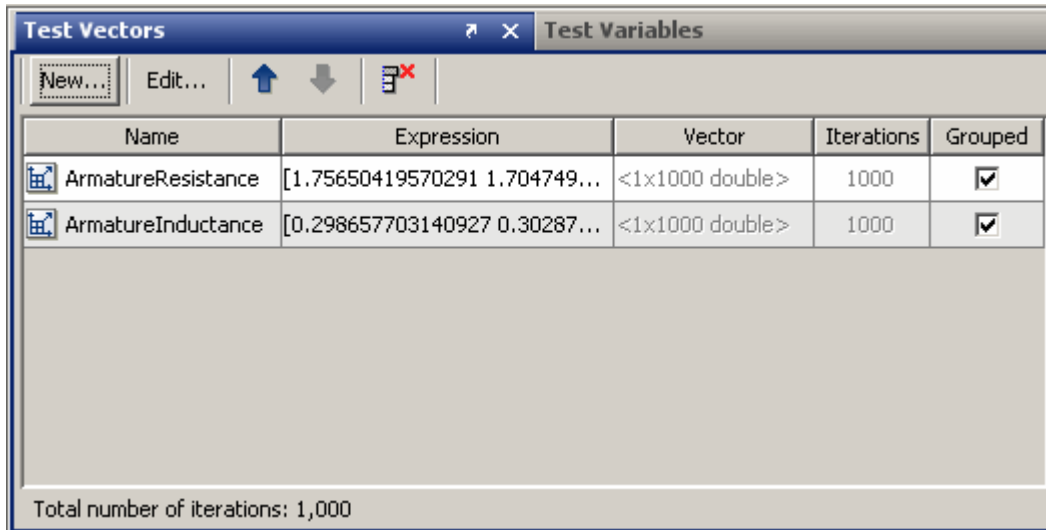 Test Vectors Test Variables
New... Edit...
Name Expression Vector Iterations Grouped
ArmatureResistance [1.75650419570291 1.704749... <1x1000 double> 1000
ArmatureInductance [0.298657703140927 0.30287... <1x1000 double> 1000
Total number of iterations: 1,000